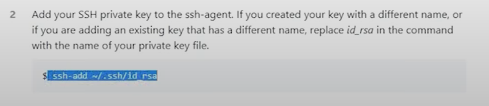 2 Add your SSH private key to the ssh-agent. If you created your key with a different name, or
if you are adding an existing key that has a different name, replace id_rsa in the command
with the name of your private key file.
$ ssh-add ~/.ssh/id_rsa